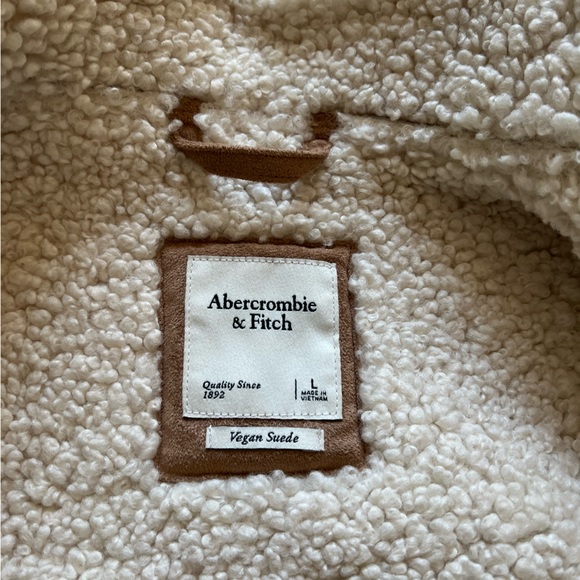 Abercrombie
& Fitch
Quality Since
1892
L
MADE IN
VIETNAM
Vegan Suede